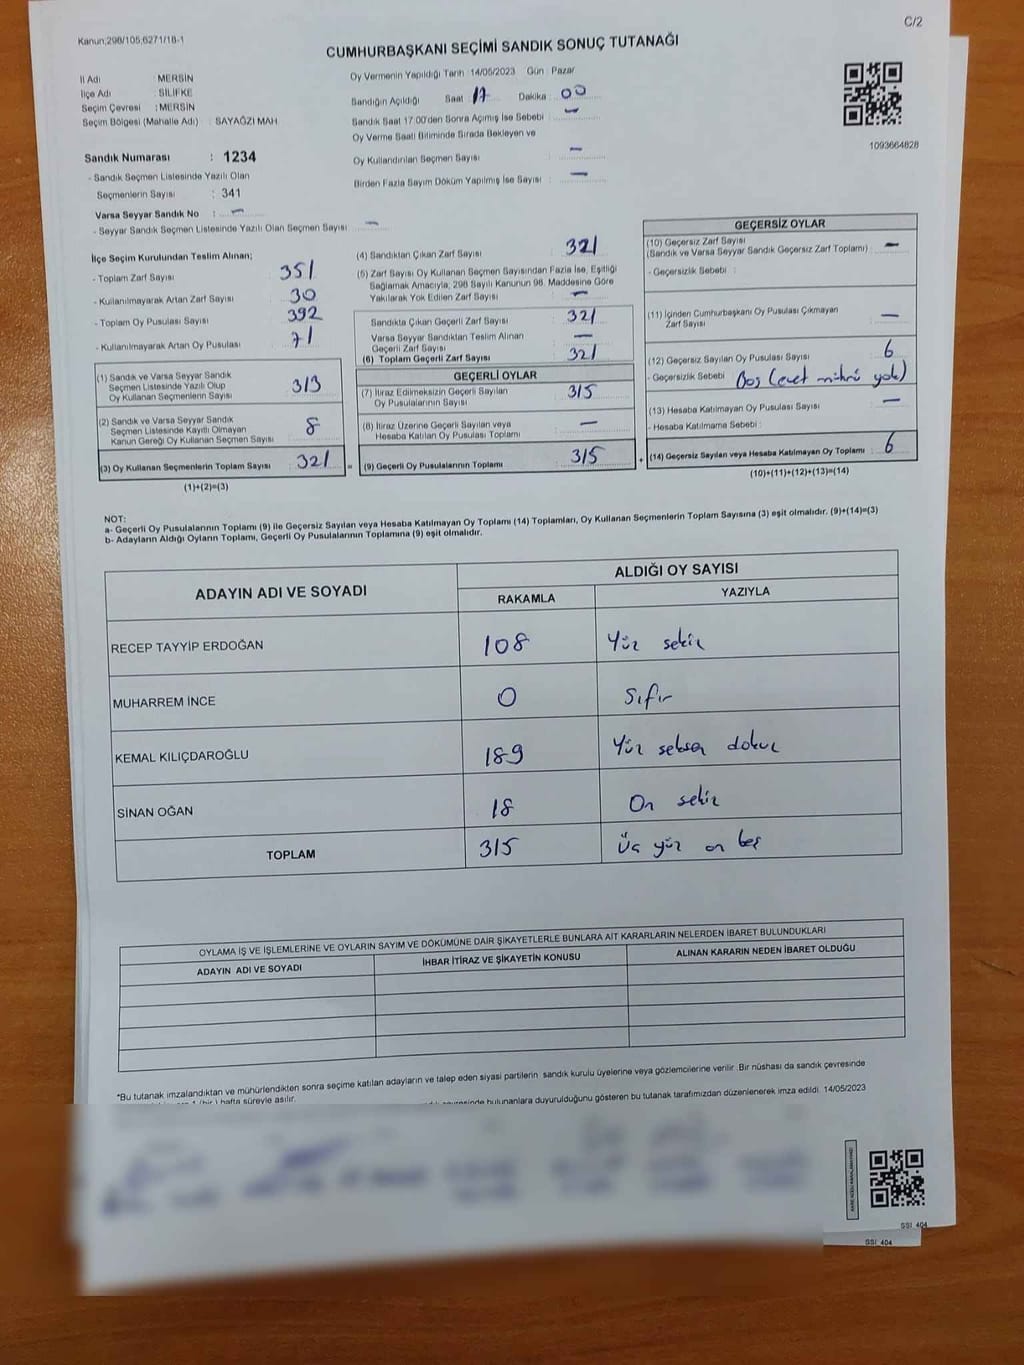 C/2
Kanun;298/105,6271/18-1
CUMHURBAŞKANI SEÇİMİ SANDIK SONUÇ TUTANAĞI
İl Adı : MERSİN
İlçe Adı : SİLİFKE
Seçim Çevresi : MERSİN
Seçim Bölgesi (Mahalle Adı) : SAYAĞZI MAH
Oy Vermenin Yapıldığı Tarih :14/05/2023 Gün : Pazar
Sandığın Açıldığı Saat 17 Dakika : 00
Sandık Saat 17:00'den Sonra Açımış İse Sebebi : -
Oy Verme Saati Bitiminde Sırada Bekleyen ve
Oy Kullandırılan Seçmen Sayısı : -
Birden Fazla Sayım Döküm Yapılmış İse Sayısı : -
1093664828
Sandık Numarası : 1234
- Sandık Seçmen Listesinde Yazılı Olan
Seçmenlerin Sayısı : 341
Varsa Seyyar Sandık No : -
- Seyyar Sandık Seçmen Listesinde Yazılı Olan Seçmen Sayısı : -
İlçe Seçim Kurulundan Teslim Alınan;
- Toplam Zarf Sayısı : 351
- Kullanılmayarak Artan Zarf Sayısı : 30
- Toplam Oy Pusulası Sayısı : 392
- Kullanılmayarak Artan Oy Pusulası : 71
(1) Sandık ve Varsa Seyyar Sandık
Seçmen Listesinde Yazılı Olup
Oy Kullanan Seçmenlerin Sayısı : 313
(2) Sandık ve Varsa Seyyar Sandık
Seçmen Listesinde Kayıtlı Olmayan
Kanun Gereği Oy Kullanan Seçmen Sayısı : 8
(3) Oy Kullanan Seçmenlerin Toplam Sayısı : 321
(1)+(2)=(3)
(4) Sandıktan Çıkan Zarf Sayısı : 321
(5) Zarf Sayısı Oy Kullanan Seçmen Sayısından Fazla İse, Eşitliği
Sağlamak Amacıyla, 298 Sayılı Kanunun 98. Maddesine Göre
Yakılarak Yok Edilen Zarf Sayısı : -
Sandıkta Çıkan Geçerli Zarf Sayısı : 321
Varsa Seyyar Sandıktan Teslim Alınan
Geçerli Zarf Sayısı : -
(6) Toplam Geçerli Zarf Sayısı : 321
GEÇERLİ OYLAR
(7) İtiraz Edilmeksizin Geçerli Sayılan
Oy Pusulalarının Sayısı : 315
(8) İtiraz Üzerine Geçerli Sayılan veya
Hesaba Katılan Oy Pusulası Toplamı : -
= (9) Geçerli Oy Pusulalarının Toplamı : 315
GEÇERSİZ OYLAR
(10) Geçersiz Zarf Sayısı
(Sandık ve Varsa Seyyar Sandık Geçersiz Zarf Toplamı) : -
- Geçersizlik Sebebi :
(11) İçinden Cumhurbaşkanı Oy Pusulası Çıkmayan
Zarf Sayısı : -
(12) Geçersiz Sayılan Oy Pusulası Sayısı : 6
- Geçersizlik Sebebi : Boş (evet mührü yok)
(13) Hesaba Katılmayan Oy Pusulası Sayısı : -
- Hesaba Katılmama Sebebi :
+ (14) Geçersiz Sayılan veya Hesaba Katılmayan Oy Toplamı : 6
(10)+(11)+(12)+(13)=(14)
NOT:
a- Geçerli Oy Pusulalarının Toplamı (9) ile Geçersiz Sayılan veya Hesaba Katılmayan Oy Toplamı (14) Toplamları, Oy Kullanan Seçmenlerin Toplam Sayısına (3) eşit olmalıdır. (9)+(14)=(3)
b- Adayların Aldığı Oyların Toplamı, Geçerli Oy Pusulalarının Toplamına (9) eşit olmalıdır.
ADAYIN ADI VE SOYADI
ALDIĞI OY SAYISI
RAKAMLA YAZIYLA
RECEP TAYYİP ERDOĞAN 108 Yüz sekiz
MUHARREM İNCE 0 Sıfır
KEMAL KILIÇDAROĞLU 189 Yüz seksen dokuz
SİNAN OĞAN 18 On sekiz
TOPLAM 315 Üç yüz on beş
OYLAMA İŞ VE İŞLEMLERİNE VE OYLARIN SAYIM VE DÖKÜMÜNE DAİR ŞİKAYETLERLE BUNLARA AİT KARARLARIN NELERDEN İBARET BULUNDUKLARI
ADAYIN ADI VE SOYADI İHBAR İTİRAZ VE ŞİKAYETİN KONUSU ALINAN KARARIN NEDEN İBARET OLDUĞU
*Bu tutanak imzalandıktan ve mühürlendikten sonra seçime katılan adayların ve talep eden siyasi partilerin sandık kurulu üyelerine veya gözlemcilerine verilir. Bir nüshası da sandık çevresinde
1 (bir) hafta süreyle asılır.
bulunanlara duyurulduğunu gösteren bu tutanak tarafımızdan düzenlenerek imza edildi. 14/05/2023
SSI_404
SSI_404